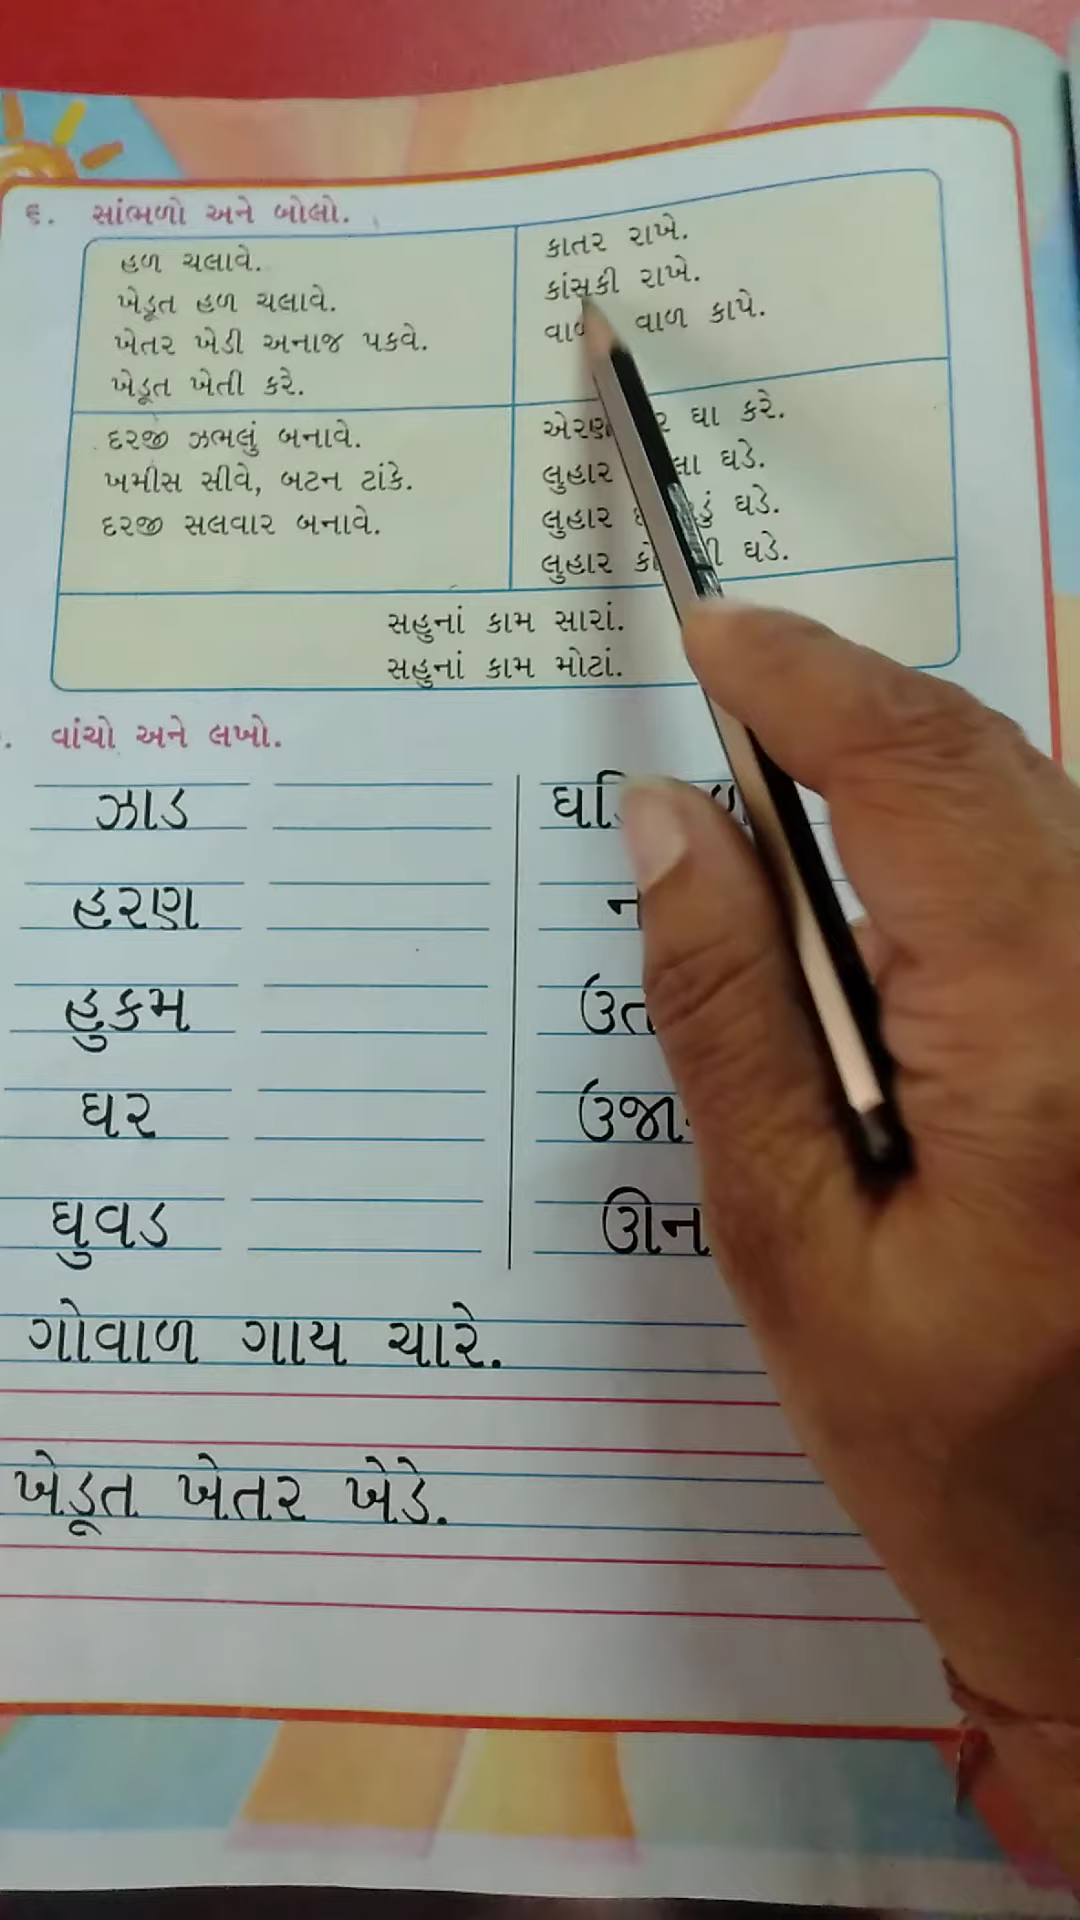 ૬. સાંભળો અને બોલો.
હળ ચલાવે.
ખેડૂત હળ ચલાવે.
ખેતર ખેડી અનાજ પકવે.
ખેડૂત ખેતી કરે.
કાતર રાખે.
કાંસકી રાખે.
વાળ કાપે.
દરજી ઝભલું બનાવે.
ખમીસ સીવે, બટન ટાંકે.
દરજી સલવાર બનાવે.
ઘા કરે.
લુહાર ઘડે.
લુહાર ઘડે.
લુહાર ઘડે.
સહુનાં કામ સારાં.
સહુનાં કામ મોટાં.
વાંચો અને લખો.
ઝાડ
હરણ
હુકમ
ઘર
ઘુવડ
ગોવાળ ગાય ચારે.
ખેડૂત ખેતર ખેડે.